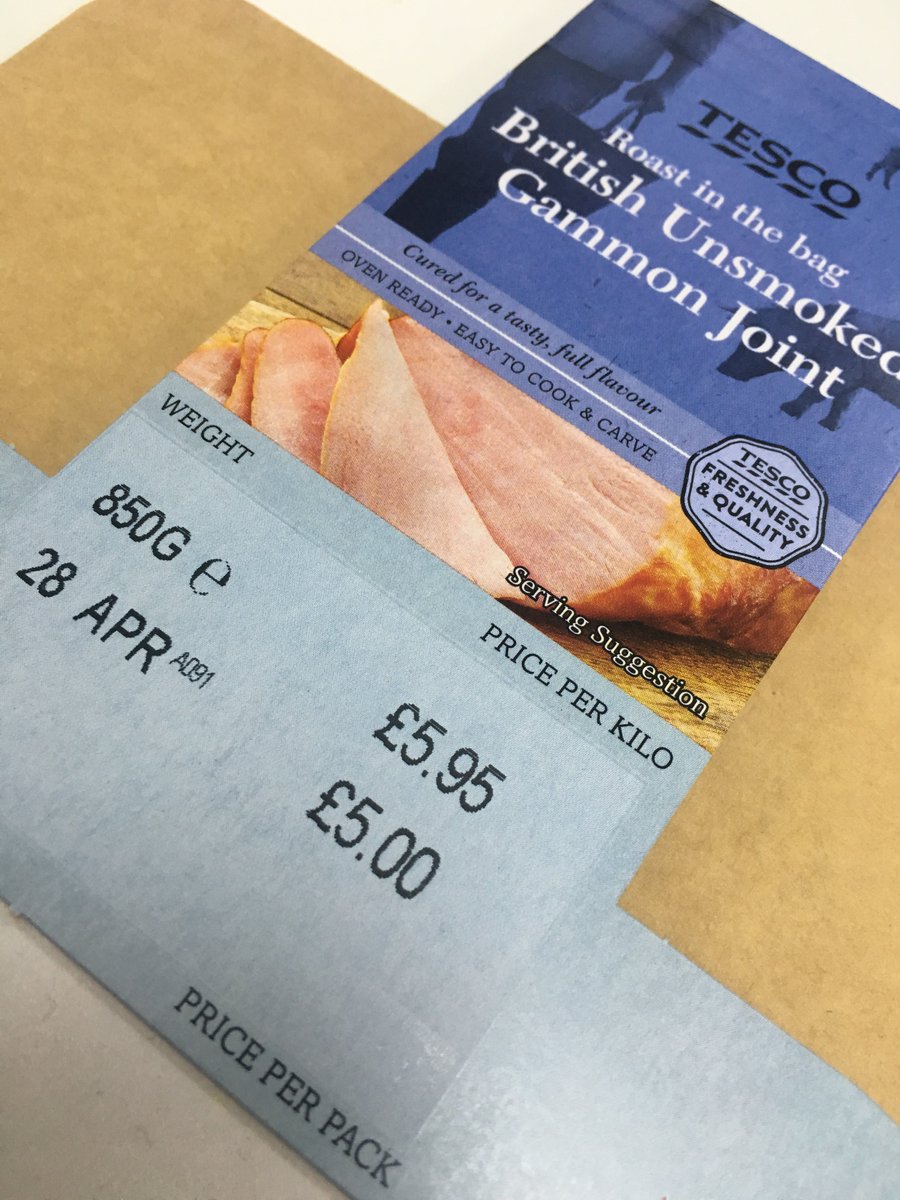 TESCO
Roast in the bag
British Unsmoked
Gammon Joint
Cured for a tasty, full flavour
OVEN READY • EASY TO COOK & CARVE
TESCO
FRESHNESS
& QUALITY
Serving Suggestion
WEIGHT
PRICE PER KILO
850G e
£5.95
28 APR A091
£5.00
PRICE PER PACK